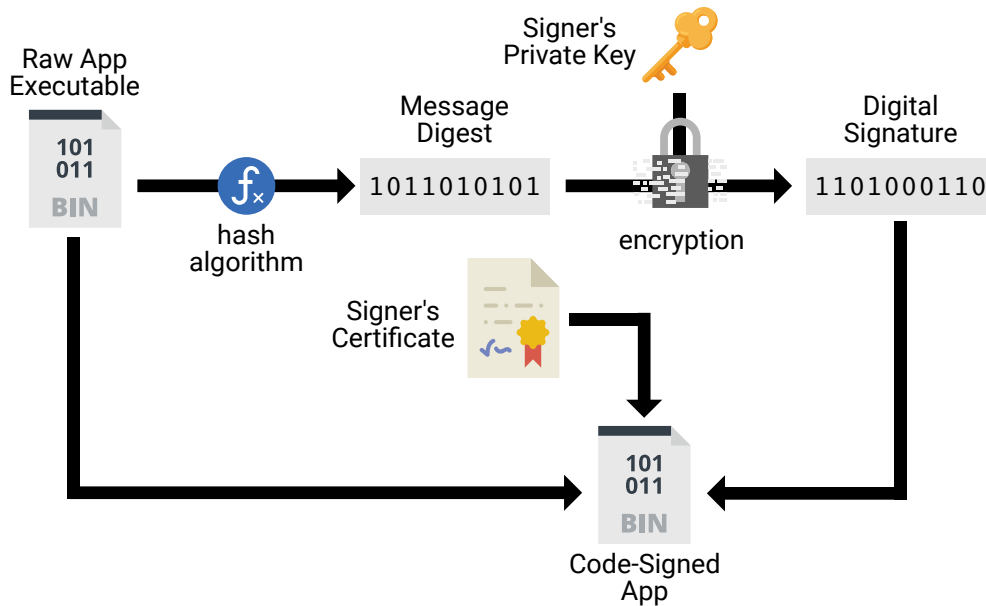 Signer's
Private Key
Raw App
Executable
101
011
BIN
Message
Digest
Digital
Signature
fx
1011010101
1101000110
hash
algorithm
encryption
Signer's
Certificate
101
011
BIN
Code-Signed
App